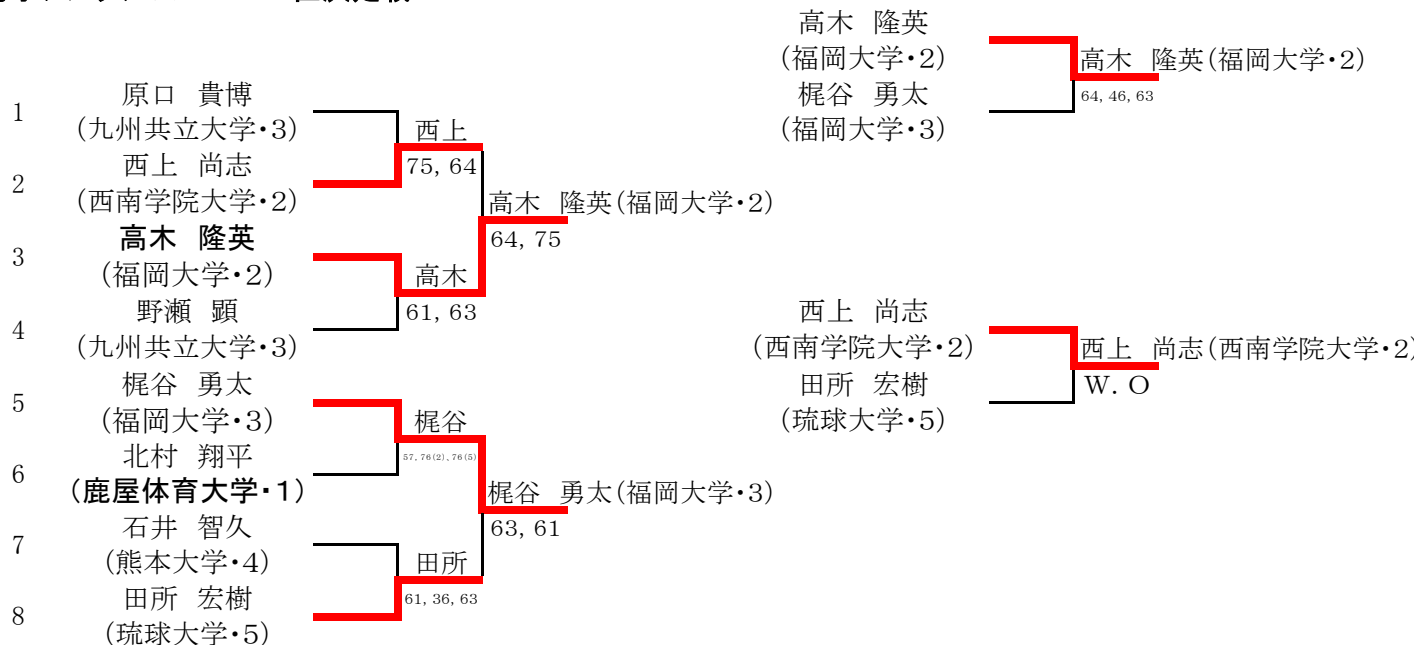 1
原口 貴博
(九州共立大学・3)
2
西上 尚志
(西南学院大学・2)
3
高木 隆英
(福岡大学・2)
4
野瀬 顕
(九州共立大学・3)
5
梶谷 勇太
(福岡大学・3)
6
北村 翔平
(鹿屋体育大学・1)
7
石井 智久
(熊本大学・4)
8
田所 宏樹
(琉球大学・5)
西上
75, 64
高木
61, 63
梶谷
57, 76(2), 76(5)
田所
61, 36, 63
高木 隆英(福岡大学・2)
64, 75
梶谷 勇太(福岡大学・3)
63, 61
高木 隆英
(福岡大学・2)
梶谷 勇太
(福岡大学・3)
高木 隆英(福岡大学・2)
64, 46, 63
西上 尚志
(西南学院大学・2)
田所 宏樹
(琉球大学・5)
西上 尚志(西南学院大学・2)
W. O